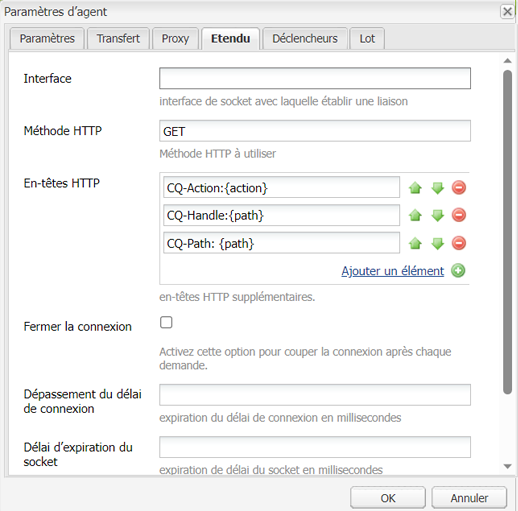 Paramètres d'agent
Paramètres Transfert Proxy Etendu Déclencheurs Lot
Interface
interface de socket avec laquelle établir une liaison
Méthode HTTP GET
Méthode HTTP à utiliser
En-têtes HTTP CQ-Action:{action}
CQ-Handle:{path}
CQ-Path: {path}
Ajouter un élément
en-têtes HTTP supplémentaires.
Fermer la connexion
Activez cette option pour couper la connexion après chaque
demande.
Dépassement du délai
de connexion
expiration du délai de connexion en millisecondes
Délai d'expiration du
socket
expiration de délai du socket en millisecondes
OK Annuler